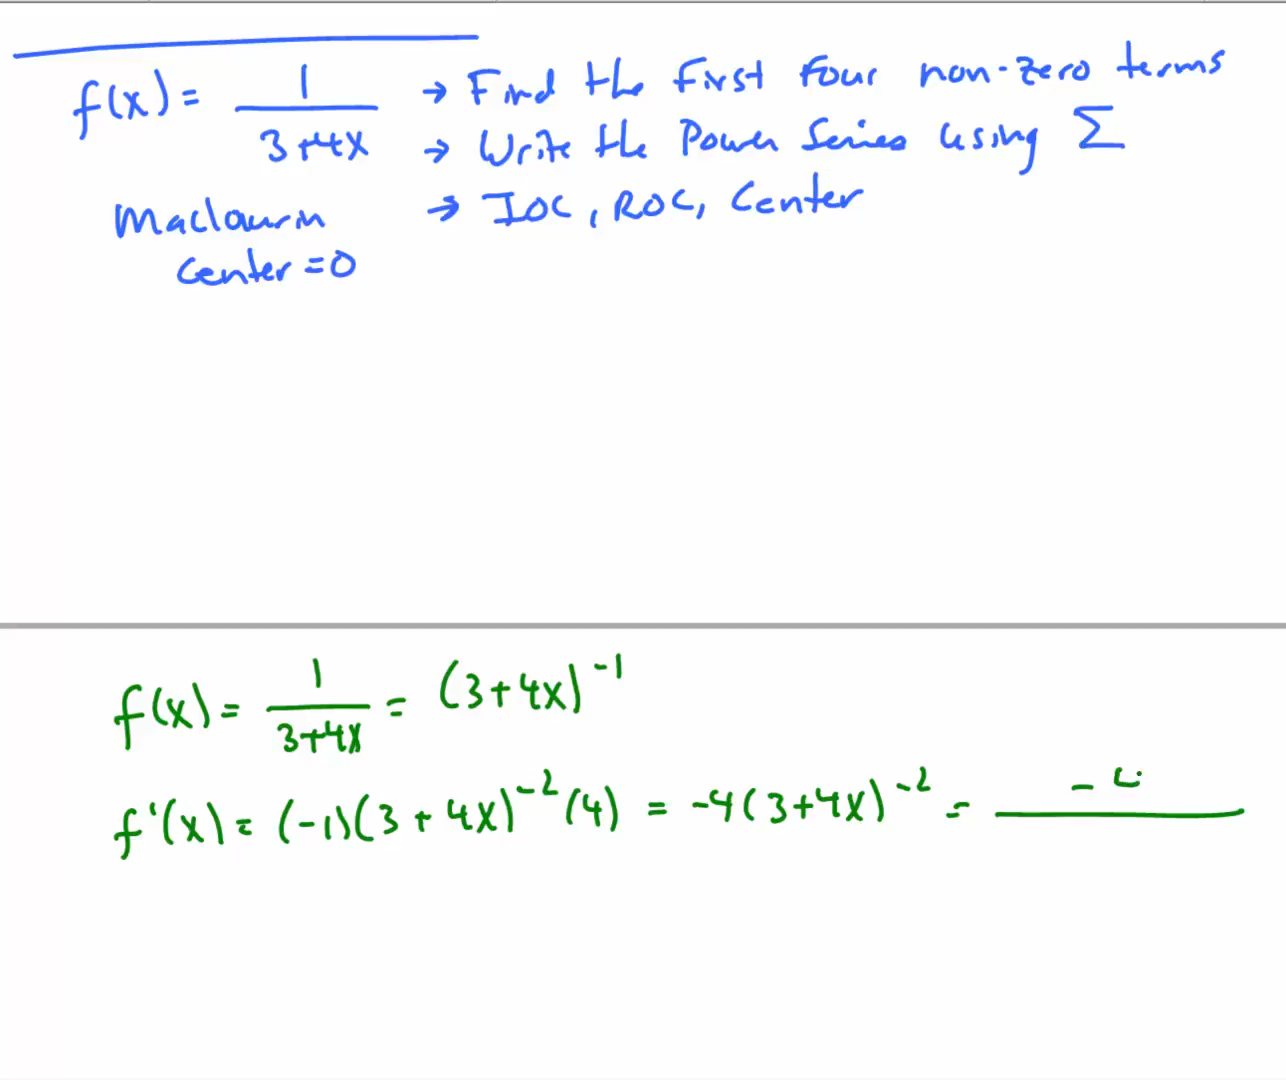 f(x) = 1/(3+4x) → Find the First Four non-zero terms
→ Write the Power Series using Σ
Maclaurin → IOC, ROC, Center
Center = 0
f(x) = 1/(3+4x) = (3+4x)^-1
f'(x) = (-1)(3+4x)^-2 (4) = -4(3+4x)^-2 = -